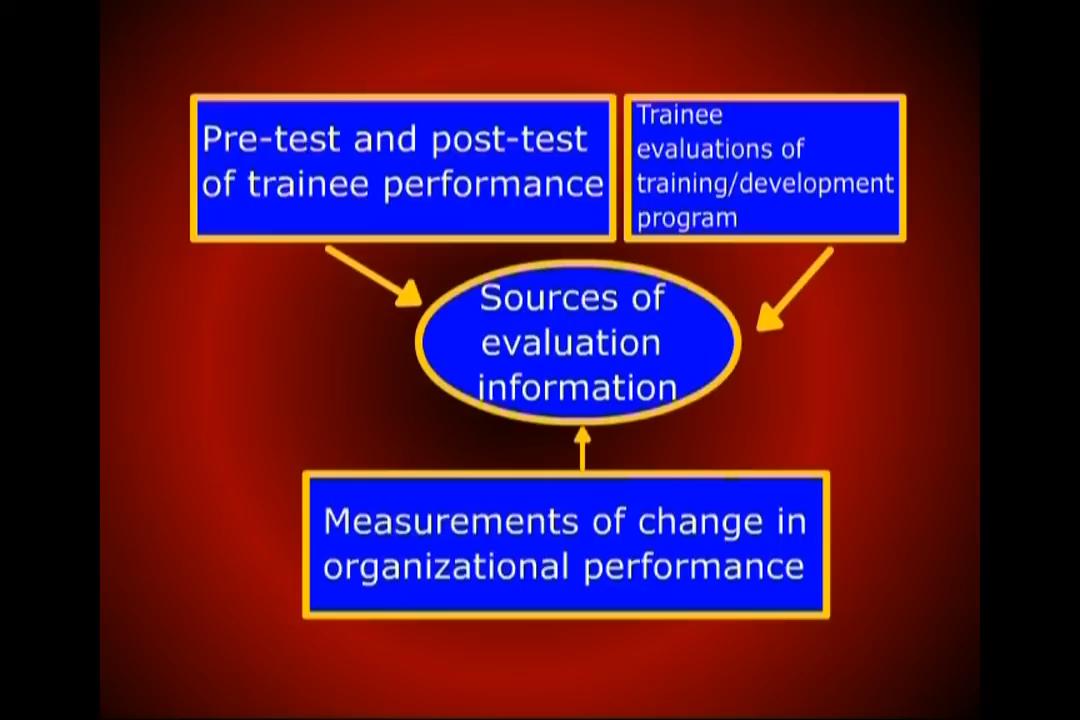 Pre-test and post-test
of trainee performance
Trainee
evaluations of
training/development
program
Sources of
evaluation
information
Measurements of change in
organizational performance